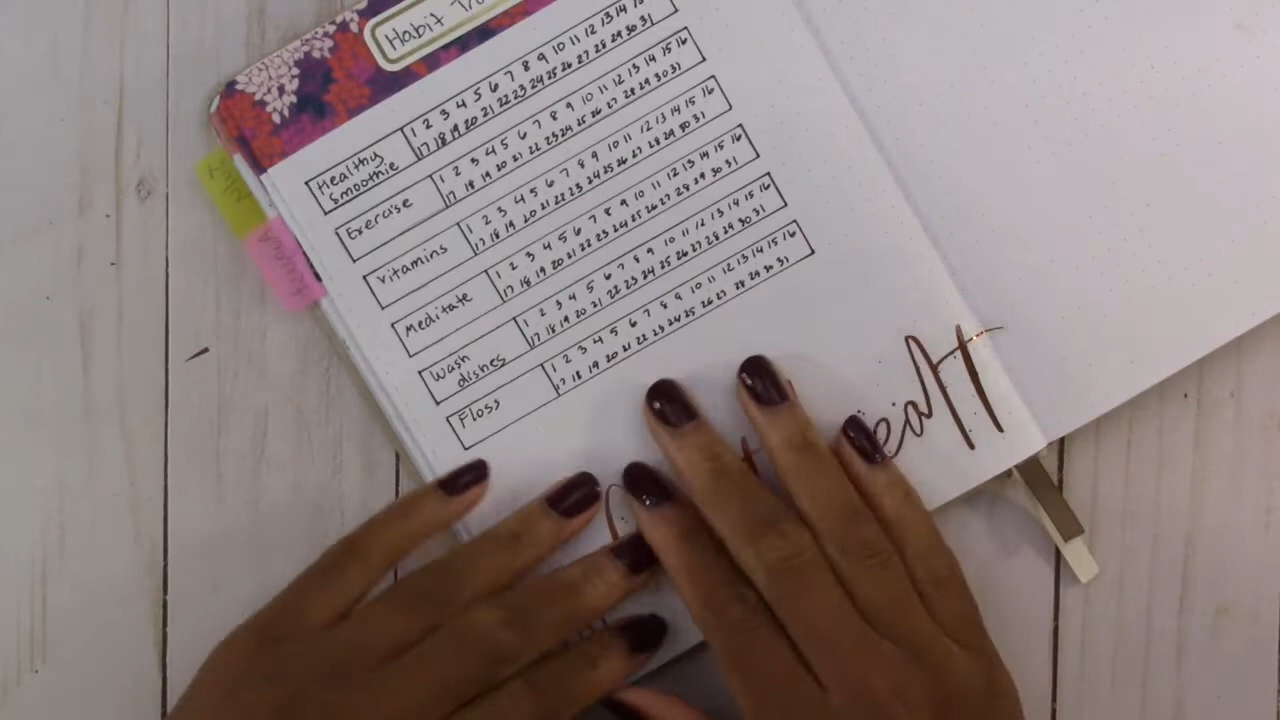 Habit
Healthy
smoothie
1 2 3 4 5 6 7 8 9 10 11 12 13 14
17 18 19 20 21 22 23 24 25 26 27 28 29 30 31
Exercise
1 2 3 4 5 6 7 8 9 10 11 12 13 14 15 16
17 18 19 20 21 22 23 24 25 26 27 28 29 30 31
Vitamins
1 2 3 4 5 6 7 8 9 10 11 12 13 14 15 16
17 18 19 20 21 22 23 24 25 26 27 28 29 30 31
Meditate
1 2 3 4 5 6 7 8 9 10 11 12 13 14 15 16
17 18 19 20 21 22 23 24 25 26 27 28 29 30 31
Wash
dishes
1 2 3 4 5 6 7 8 9 10 11 12 13 14 15 16
17 18 19 20 21 22 23 24 25 26 27 28 29 30 31
Floss
1 2 3 4 5 6 7 8 9 10 11 12 13 14 15 16
17 18 19 20 21 22 23 24 25 26 27 28 29 30 31